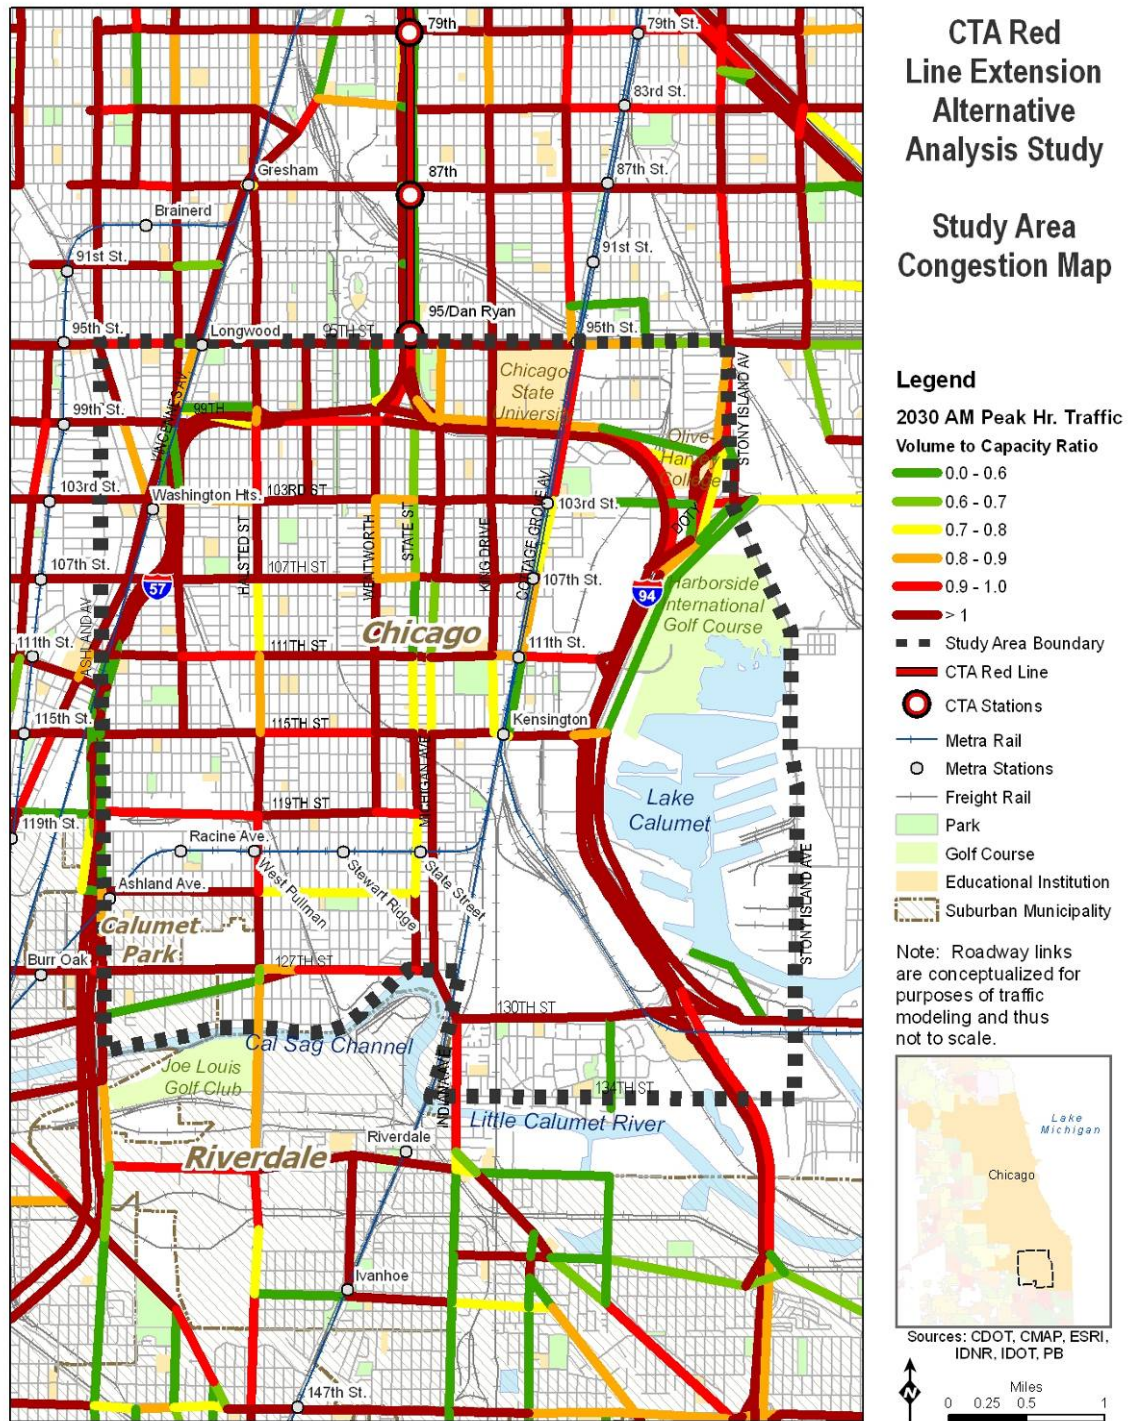 CTA Red
Line Extension
Alternative
Analysis Study
Study Area
Congestion Map
Legend
2030 AM Peak Hr. Traffic
Volume to Capacity Ratio
0.0 - 0.6
0.6 - 0.7
0.7 - 0.8
0.8 - 0.9
0.9 - 1.0
> 1
Study Area Boundary
CTA Red Line
CTA Stations
Metra Rail
Metra Stations
Freight Rail
Park
Golf Course
Educational Institution
Suburban Municipality
Note: Roadway links
are conceptualized for
purposes of traffic
modeling and thus
not to scale.
Lake
Michigan
Chicago
Sources: CDOT, CMAP, ESRI,
IDNR, IDOT, PB
N
Miles
0 0.25 0.5 1
79th
79th St.
83rd St.
Gresham
87th
87th St.
Brainerd
91st St.
91st St.
95/Dan Ryan
95th St.
Longwood
95TH ST
95th St.
Chicago
State
University
STONY ISLAND AV
VINCENNES AV
99TH
99th St.
Olive-
Harvey
College
103rd St.
Washington Hts.
103RD ST
103rd St.
DOTY
HALSTED ST
WENTWORTH
STATE ST
KING DRIVE
COTTAGE GROVE AV
107th St.
57
107TH ST
107th St.
94
Harborside
International
Golf Course
ASHLAND AV
Chicago
111th St.
111TH ST
111th St.
115th St.
115TH ST
Kensington
MICHIGAN AVE
Lake
Calumet
119TH ST
119th St.
Racine Ave.
West Pullman
Stewart Ridge
State Street
Ashland Ave.
Calumet
Park
STONY ISLAND AVE
Burr Oak
127TH ST
130TH ST
Cal Sag Channel
Joe Louis
Golf Club
INDIANA AVE
134TH ST
Little Calumet River
Riverdale
Riverdale
Ivanhoe
147th St.